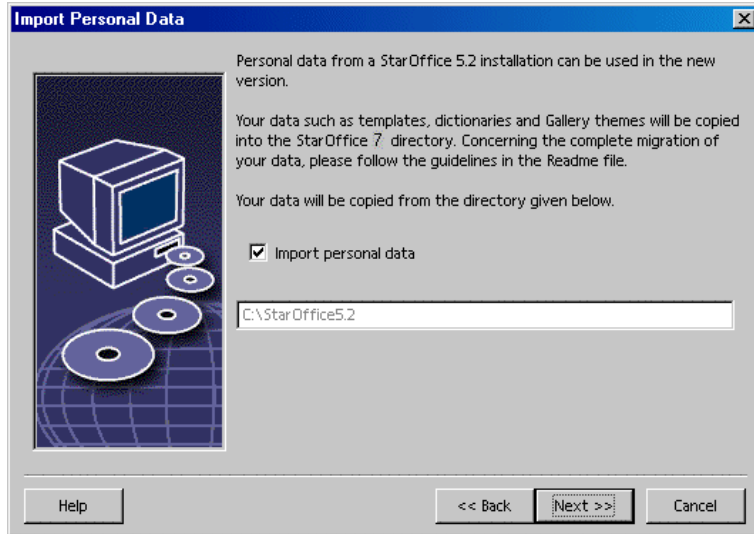 Import Personal Data
Personal data from a StarOffice 5.2 installation can be used in the new
version.
Your data such as templates, dictionaries and Gallery themes will be copied
into the StarOffice 7 directory. Concerning the complete migration of
your data, please follow the guidelines in the Readme file.
Your data will be copied from the directory given below.
Import personal data
C:\StarOffice5.2
Help
<< Back
Next >>
Cancel